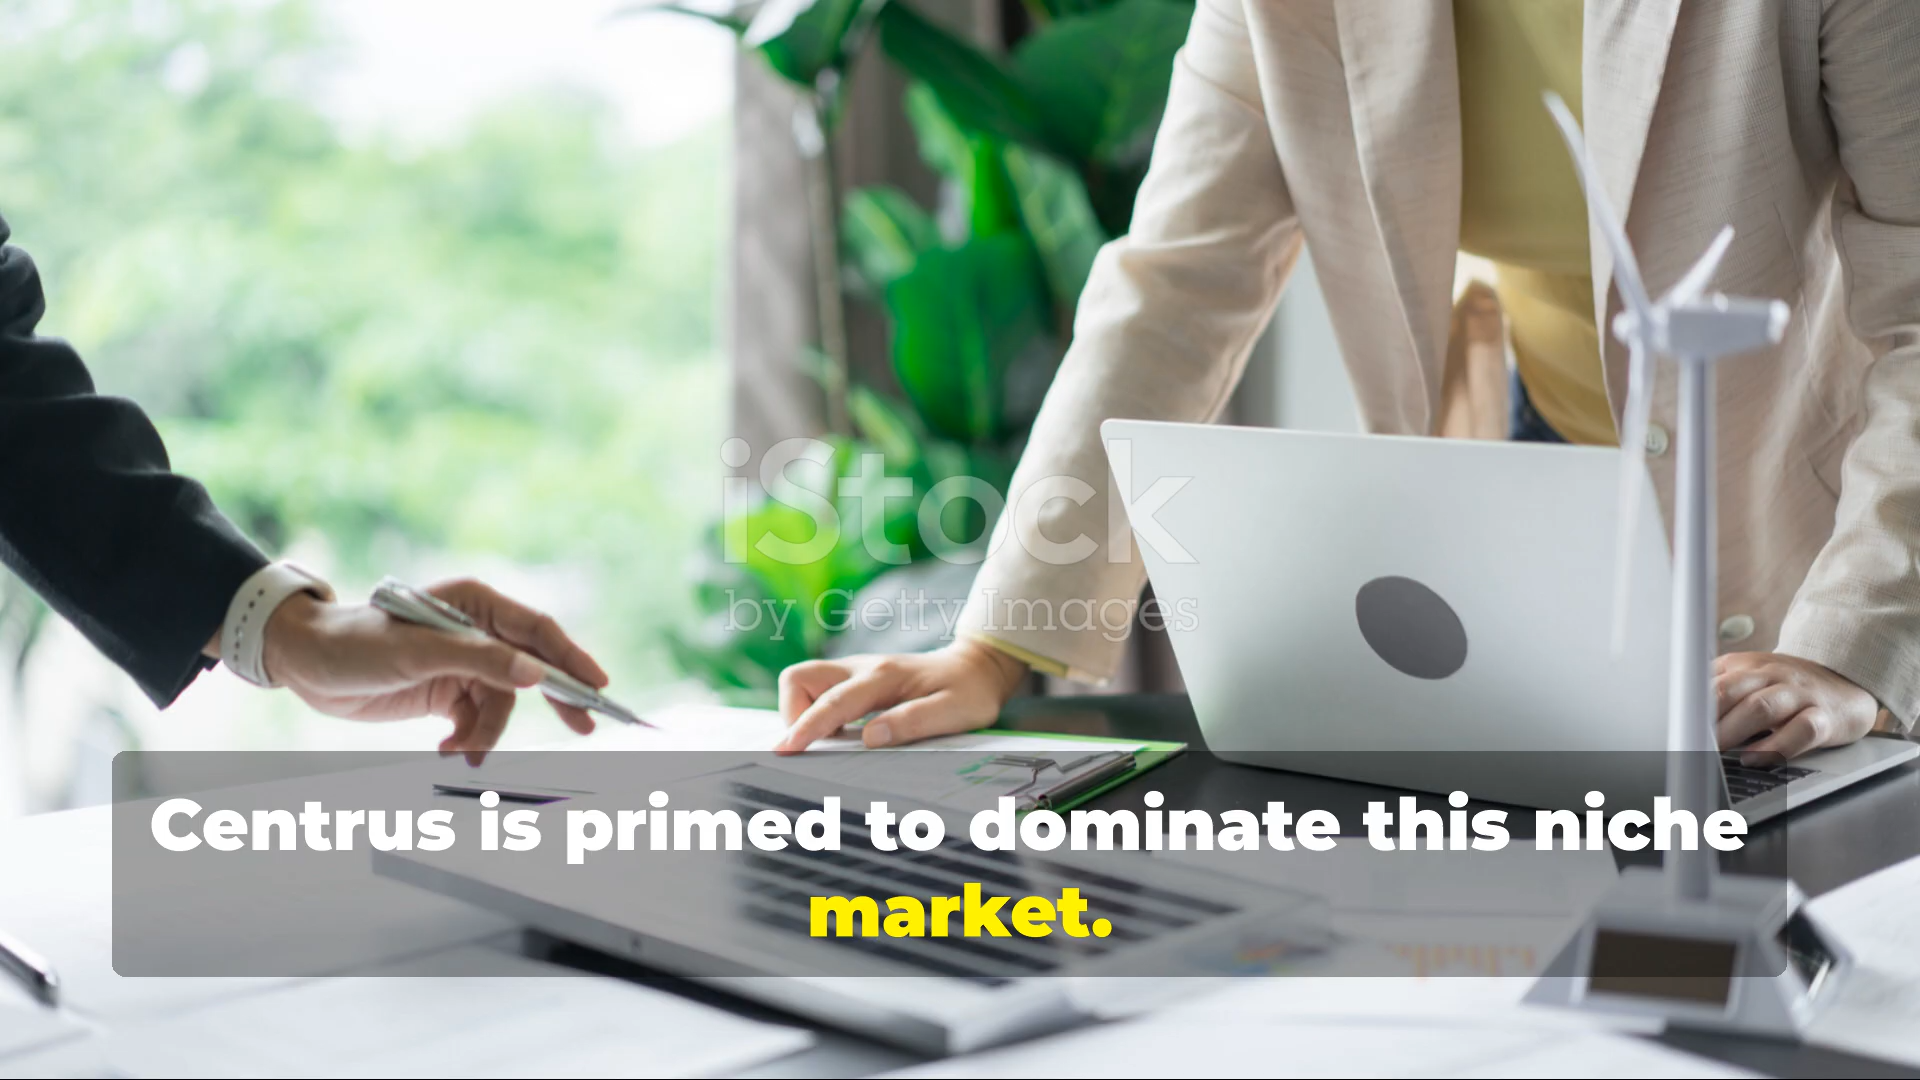 iStock
by Getty Images
Centrus is primed to dominate this niche
market.